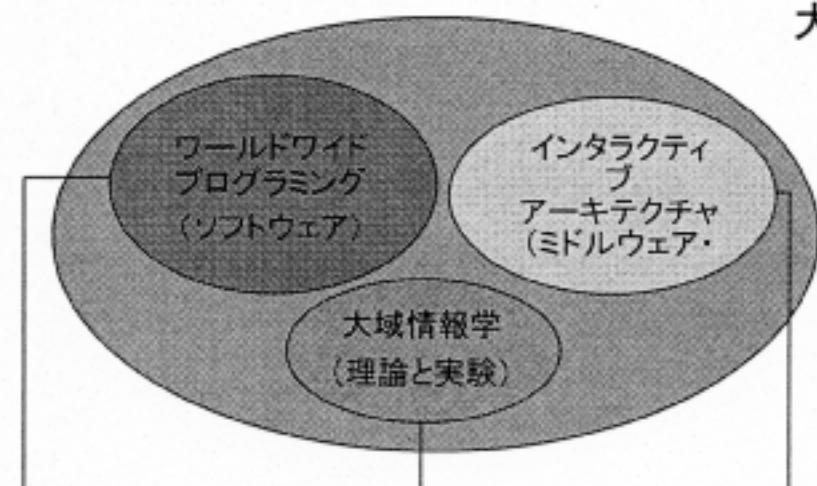 ワールドワイド
プログラミング
(ソフトウェア)
インタラクティ
ブ
アーキテクチャ
(ミドルウェア・
大域情報学
(理論と実験)